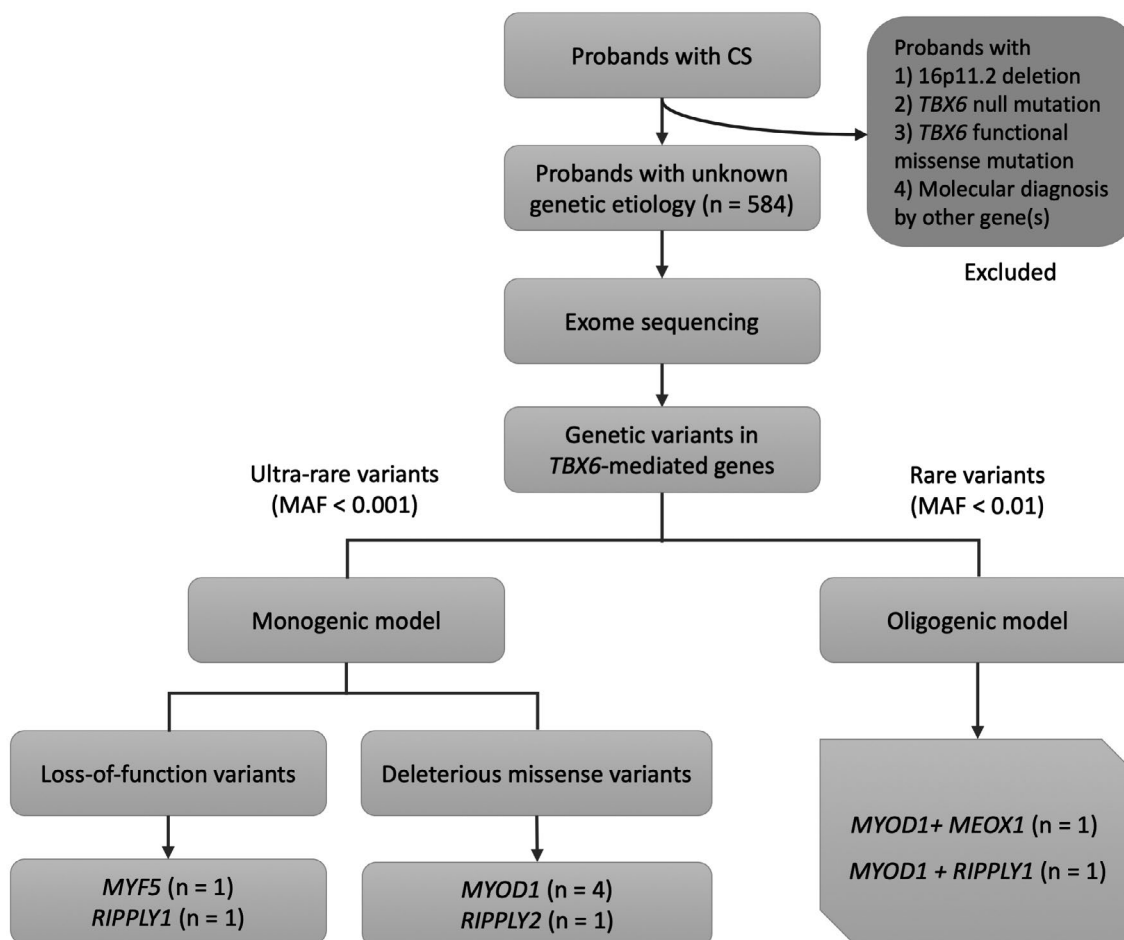 Probands with CS
Probands with
1) 16p11.2 deletion
2) TBX6 null mutation
3) TBX6 functional
missense mutation
4) Molecular diagnosis
by other gene(s)
Excluded
Probands with unknown
genetic etiology (n = 584)
Exome sequencing
Genetic variants in
TBX6-mediated genes
Ultra-rare variants
(MAF < 0.001)
Rare variants
(MAF < 0.01)
Monogenic model
Oligogenic model
Loss-of-function variants
Deleterious missense variants
MYF5 (n = 1)
RIPPLY1 (n = 1)
MYOD1 (n = 4)
RIPPLY2 (n = 1)
MYOD1+ MEOX1 (n = 1)
MYOD1 + RIPPLY1 (n = 1)